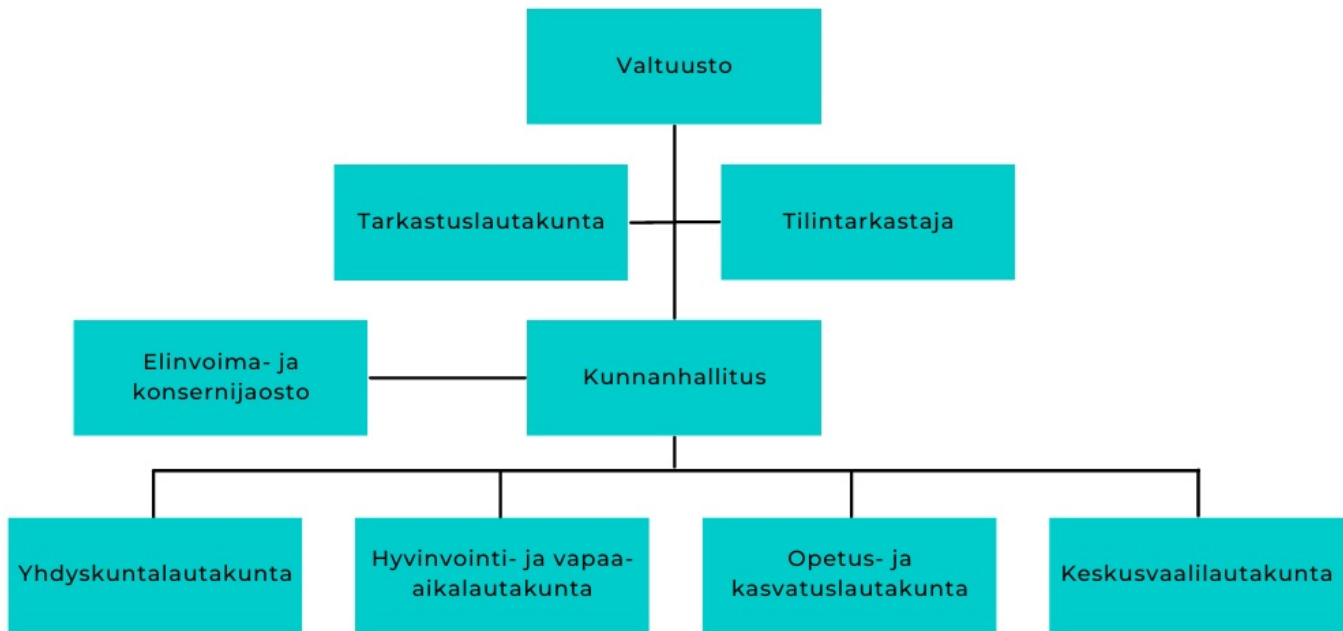 Valtuusto
Tarkastuslautakunta
Tilintarkastaja
Elinvoima- ja
konsernijaosto
Kunnanhallitus
Yhdyskuntalautakunta
Hyvinvointi- ja vapaa-
aikalautakunta
Opetus- ja
kasvatuslautakunta
Keskusvaalilautakunta